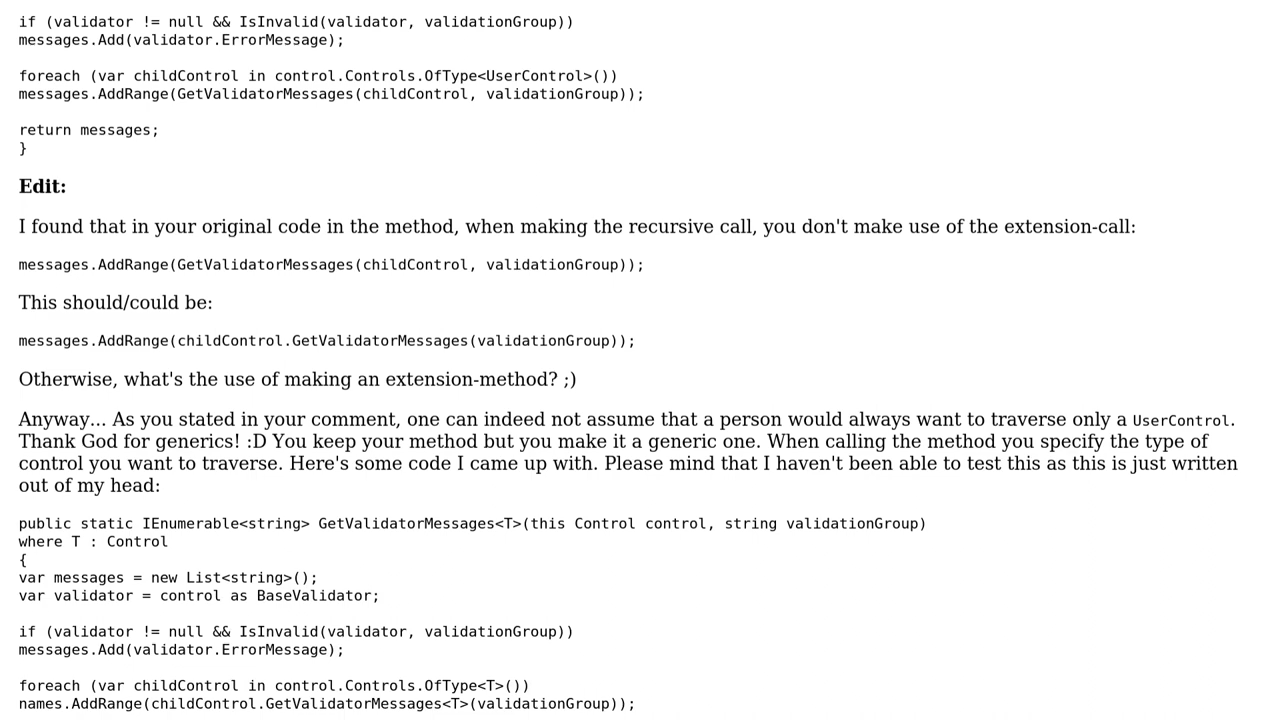 if (validator != null && IsInvalid(validator, validationGroup))
messages.Add(validator.ErrorMessage);
foreach (var childControl in control.Controls.OfType<UserControl>())
messages.AddRange(GetValidatorMessages(childControl, validationGroup));
return messages;
}
Edit:
I found that in your original code in the method, when making the recursive call, you don't make use of the extension-call:
messages.AddRange(GetValidatorMessages(childControl, validationGroup));
This should/could be:
messages.AddRange(childControl.GetValidatorMessages(validationGroup));
Otherwise, what's the use of making an extension-method? ;)
Anyway... As you stated in your comment, one can indeed not assume that a person would always want to traverse only a UserControl.
Thank God for generics! :D You keep your method but you make it a generic one. When calling the method you specify the type of
control you want to traverse. Here's some code I came up with. Please mind that I haven't been able to test this as this is just written
out of my head:
public static IEnumerable<string> GetValidatorMessages<T>(this Control control, string validationGroup)
where T : Control
{
var messages = new List<string>();
var validator = control as BaseValidator;
if (validator != null && IsInvalid(validator, validationGroup))
messages.Add(validator.ErrorMessage);
foreach (var childControl in control.Controls.OfType<T>())
names.AddRange(childControl.GetValidatorMessages<T>(validationGroup));